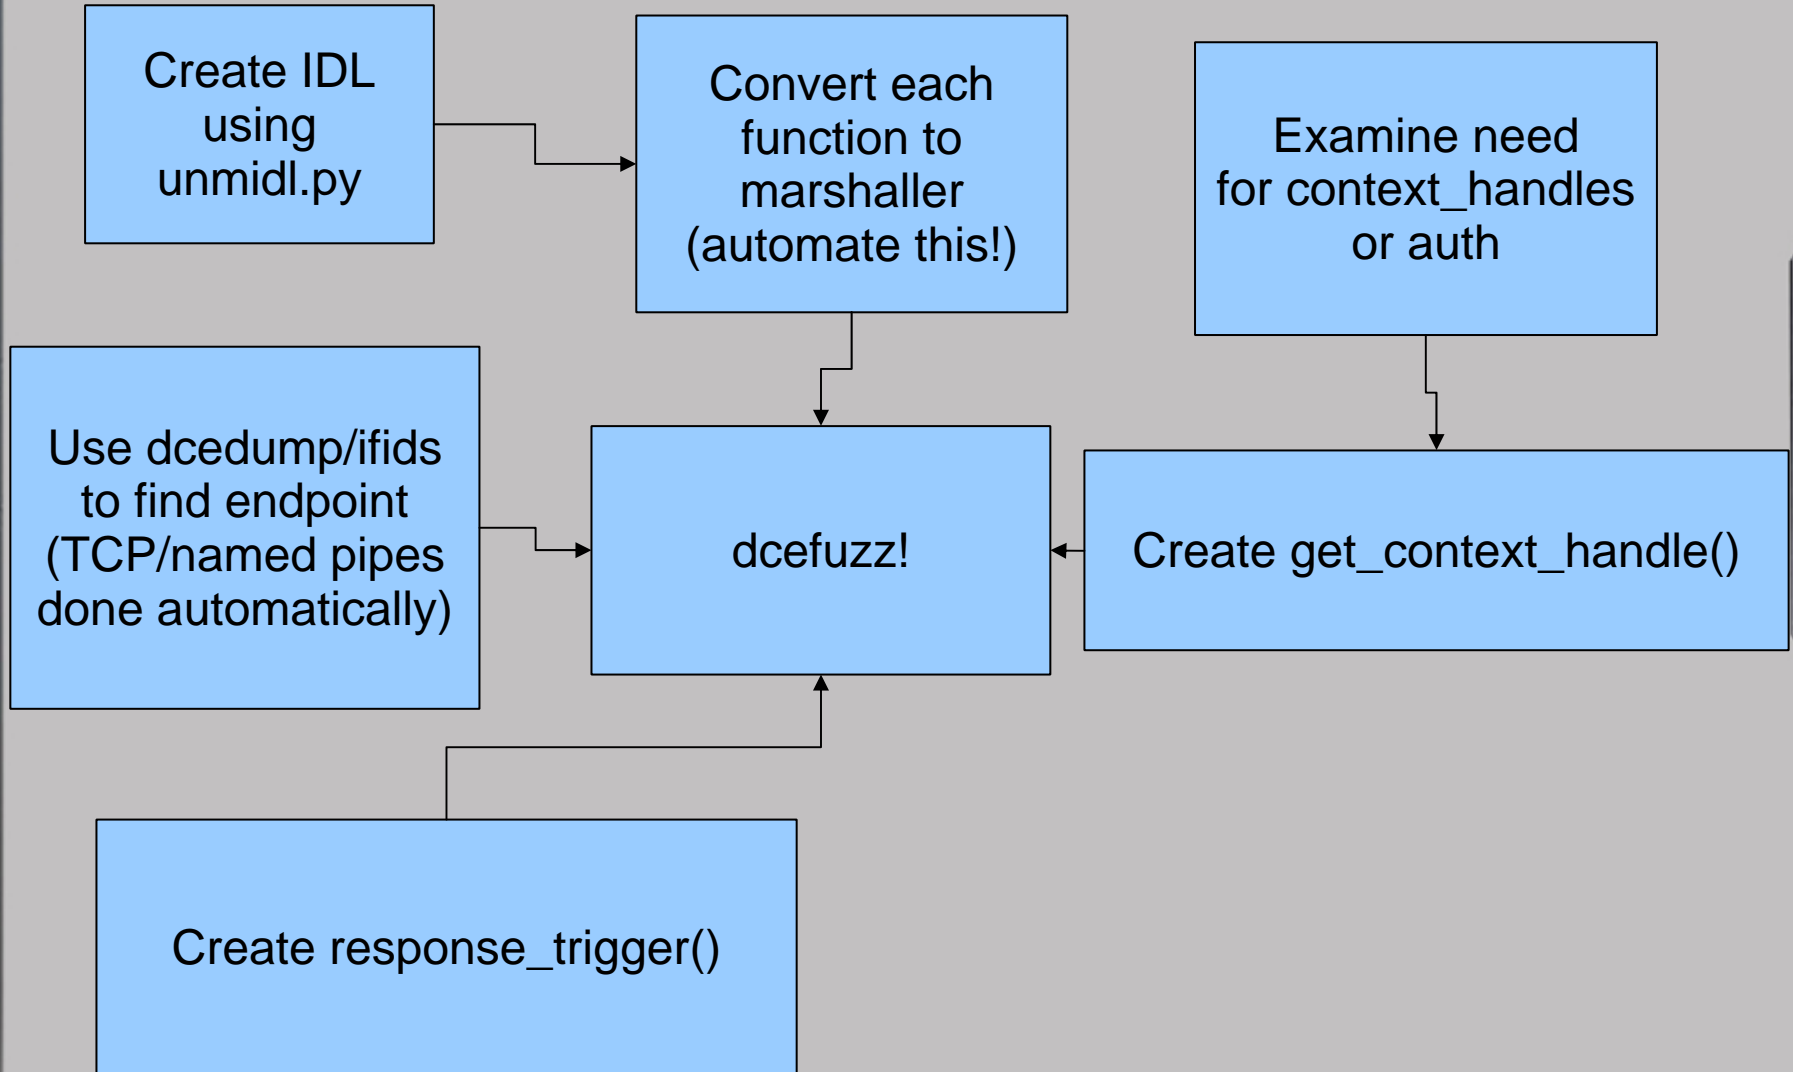 Create IDL
using
unmidl.py
Convert each
function to
marshaller
(automate this!)
Examine need
for context_handles
or auth
Use dcedump/ifids
to find endpoint
(TCP/named pipes
done automatically)
dcefuzz!
Create get_context_handle()
Create response_trigger()